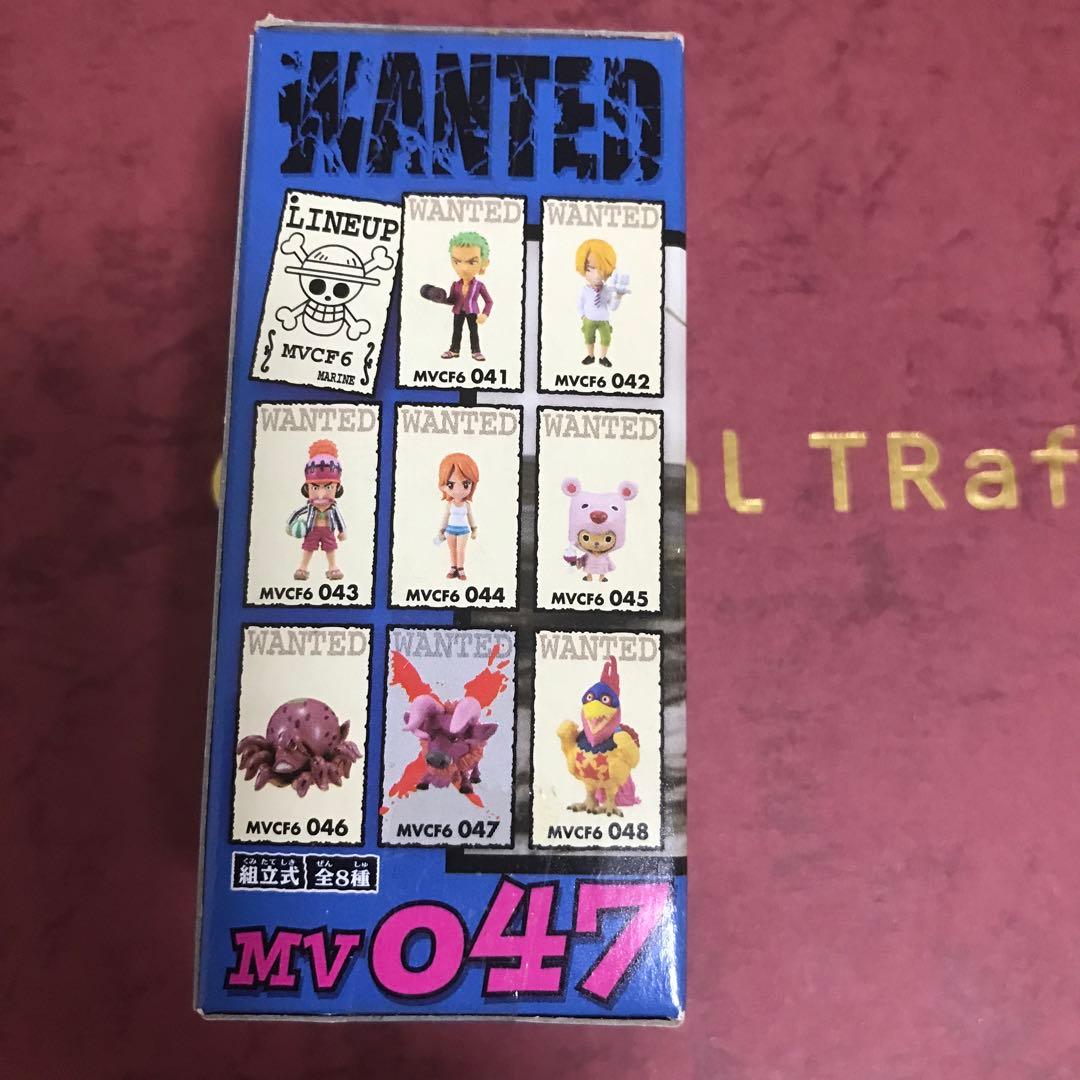 WANTED
LINEUP
MVCF6
MARINE
WANTED
MVCF6 041
WANTED
MVCF6 042
WANTED
MVCF6 043
WANTED
MVCF6 044
WANTED
MVCF6 045
WANTED
MVCF6 046
WANTED
MVCF6 047
WANTED
MVCF6 048
くみたてしき ぜん しゅ
組立式 全8種
MV 047
TRaf